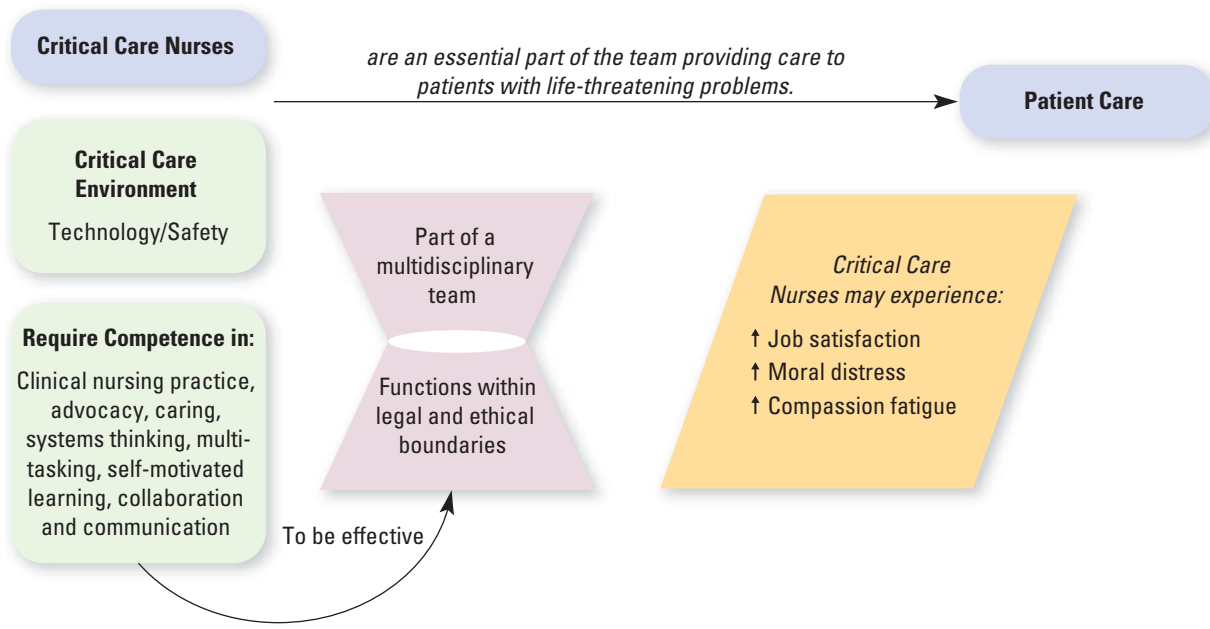 Critical Care Nurses
are an essential part of the team providing care to
patients with life-threatening problems.
Patient Care
Critical Care
Environment
Technology/Safety
Require Competence in:
Clinical nursing practice,
advocacy, caring,
systems thinking, multi-
tasking, self-motivated
learning, collaboration
and communication
To be effective
Part of a
multidisciplinary
team
Functions within
legal and ethical
boundaries
Critical Care
Nurses may experience:
↑ Job satisfaction
↑ Moral distress
↑ Compassion fatigue